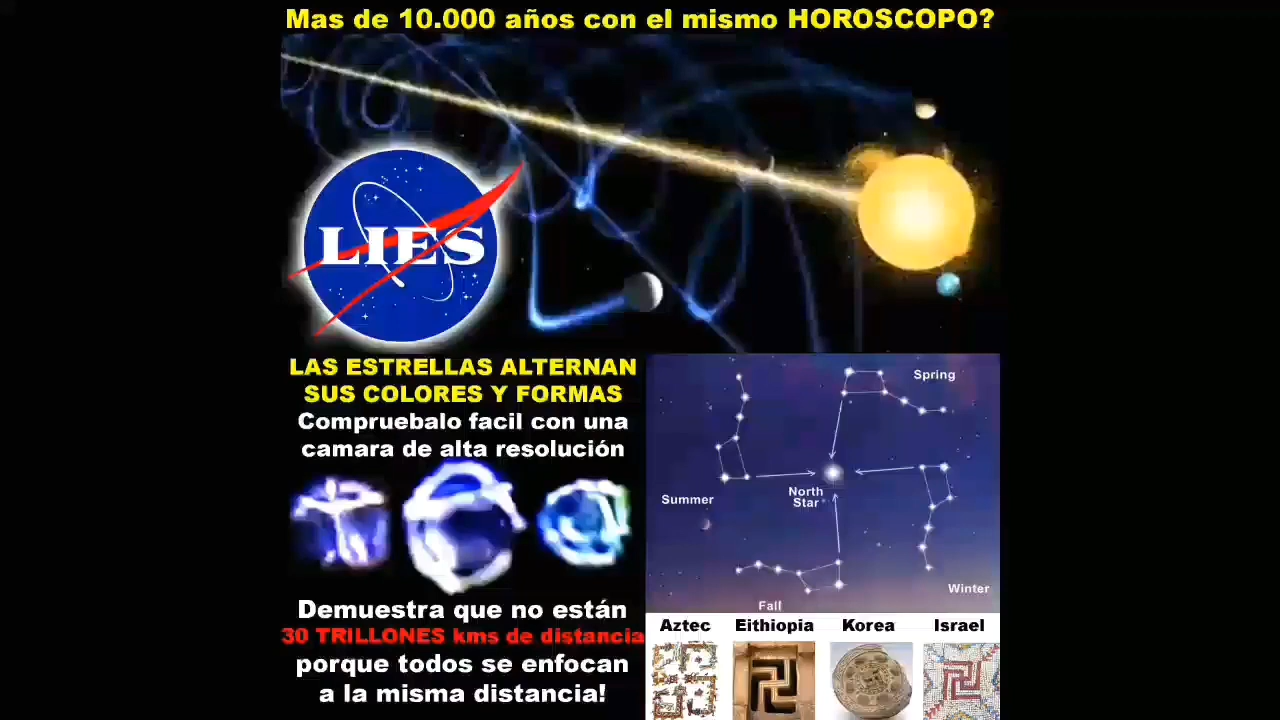 Mas de 10.000 años con el mismo HOROSCOPO?
LIES
LAS ESTRELLAS ALTERNAN
SUS COLORES Y FORMAS
Compruebalo facil con una
camara de alta resolución
Demuestra que no están
30 TRILLONES kms de distancia
porque todos se enfocan
a la misma distancia!
Spring
Summer
North
Star
Winter
Fall
Aztec Eithiopia Korea Israel